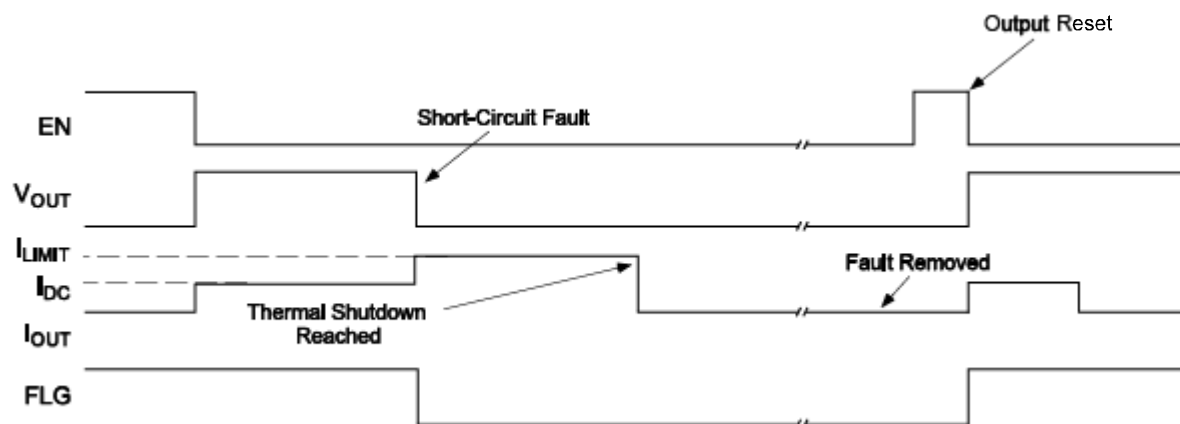 Output Reset
EN
Short-Circuit Fault
VOUT
ILIMIT
Fault Removed
IDC
Thermal Shutdown
Reached
IOUT
FLG